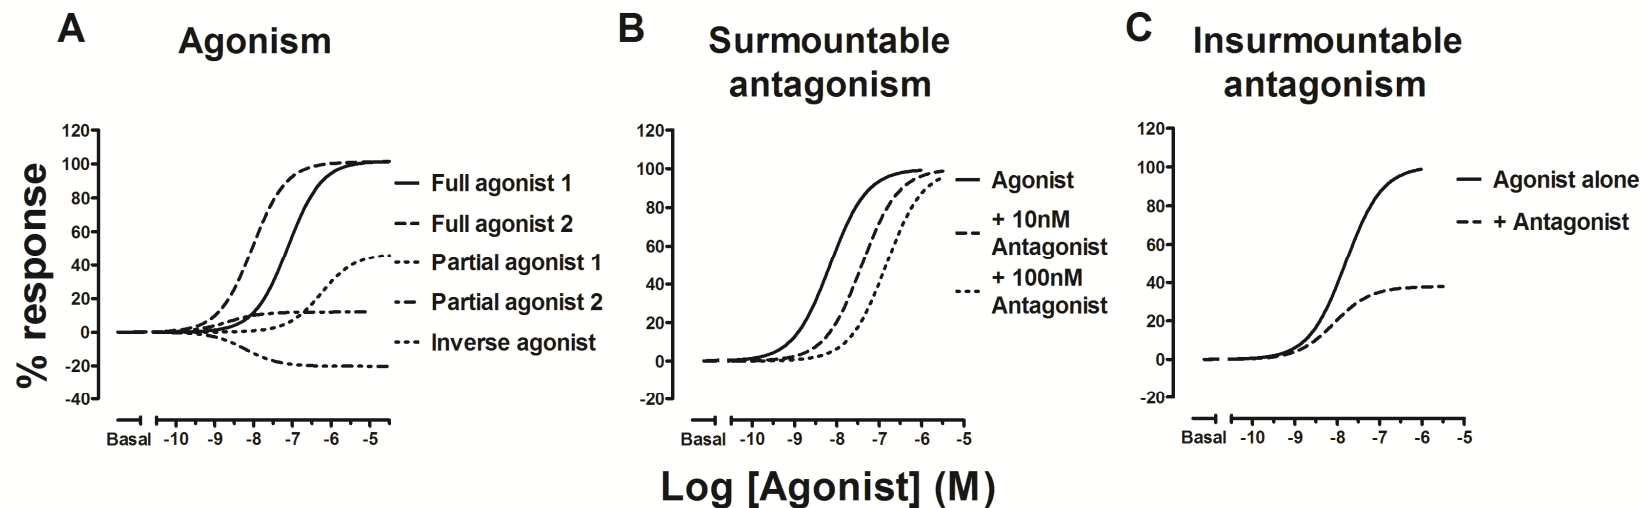 A
Agonism
% response
120
100
80
60
40
20
0
-20
-40
Basal -10 -9 -8 -7 -6 -5
Full agonist 1
Full agonist 2
Partial agonist 1
Partial agonist 2
Inverse agonist
B
Surmountable
antagonism
120
100
80
60
40
20
0
-20
Basal -10 -9 -8 -7 -6 -5
Agonist
+ 10nM
Antagonist
+ 100nM
Antagonist
C
Insurmountable
antagonism
120
100
80
60
40
20
0
-20
Basal -10 -9 -8 -7 -6 -5
Agonist alone
+ Antagonist
Log [Agonist] (M)